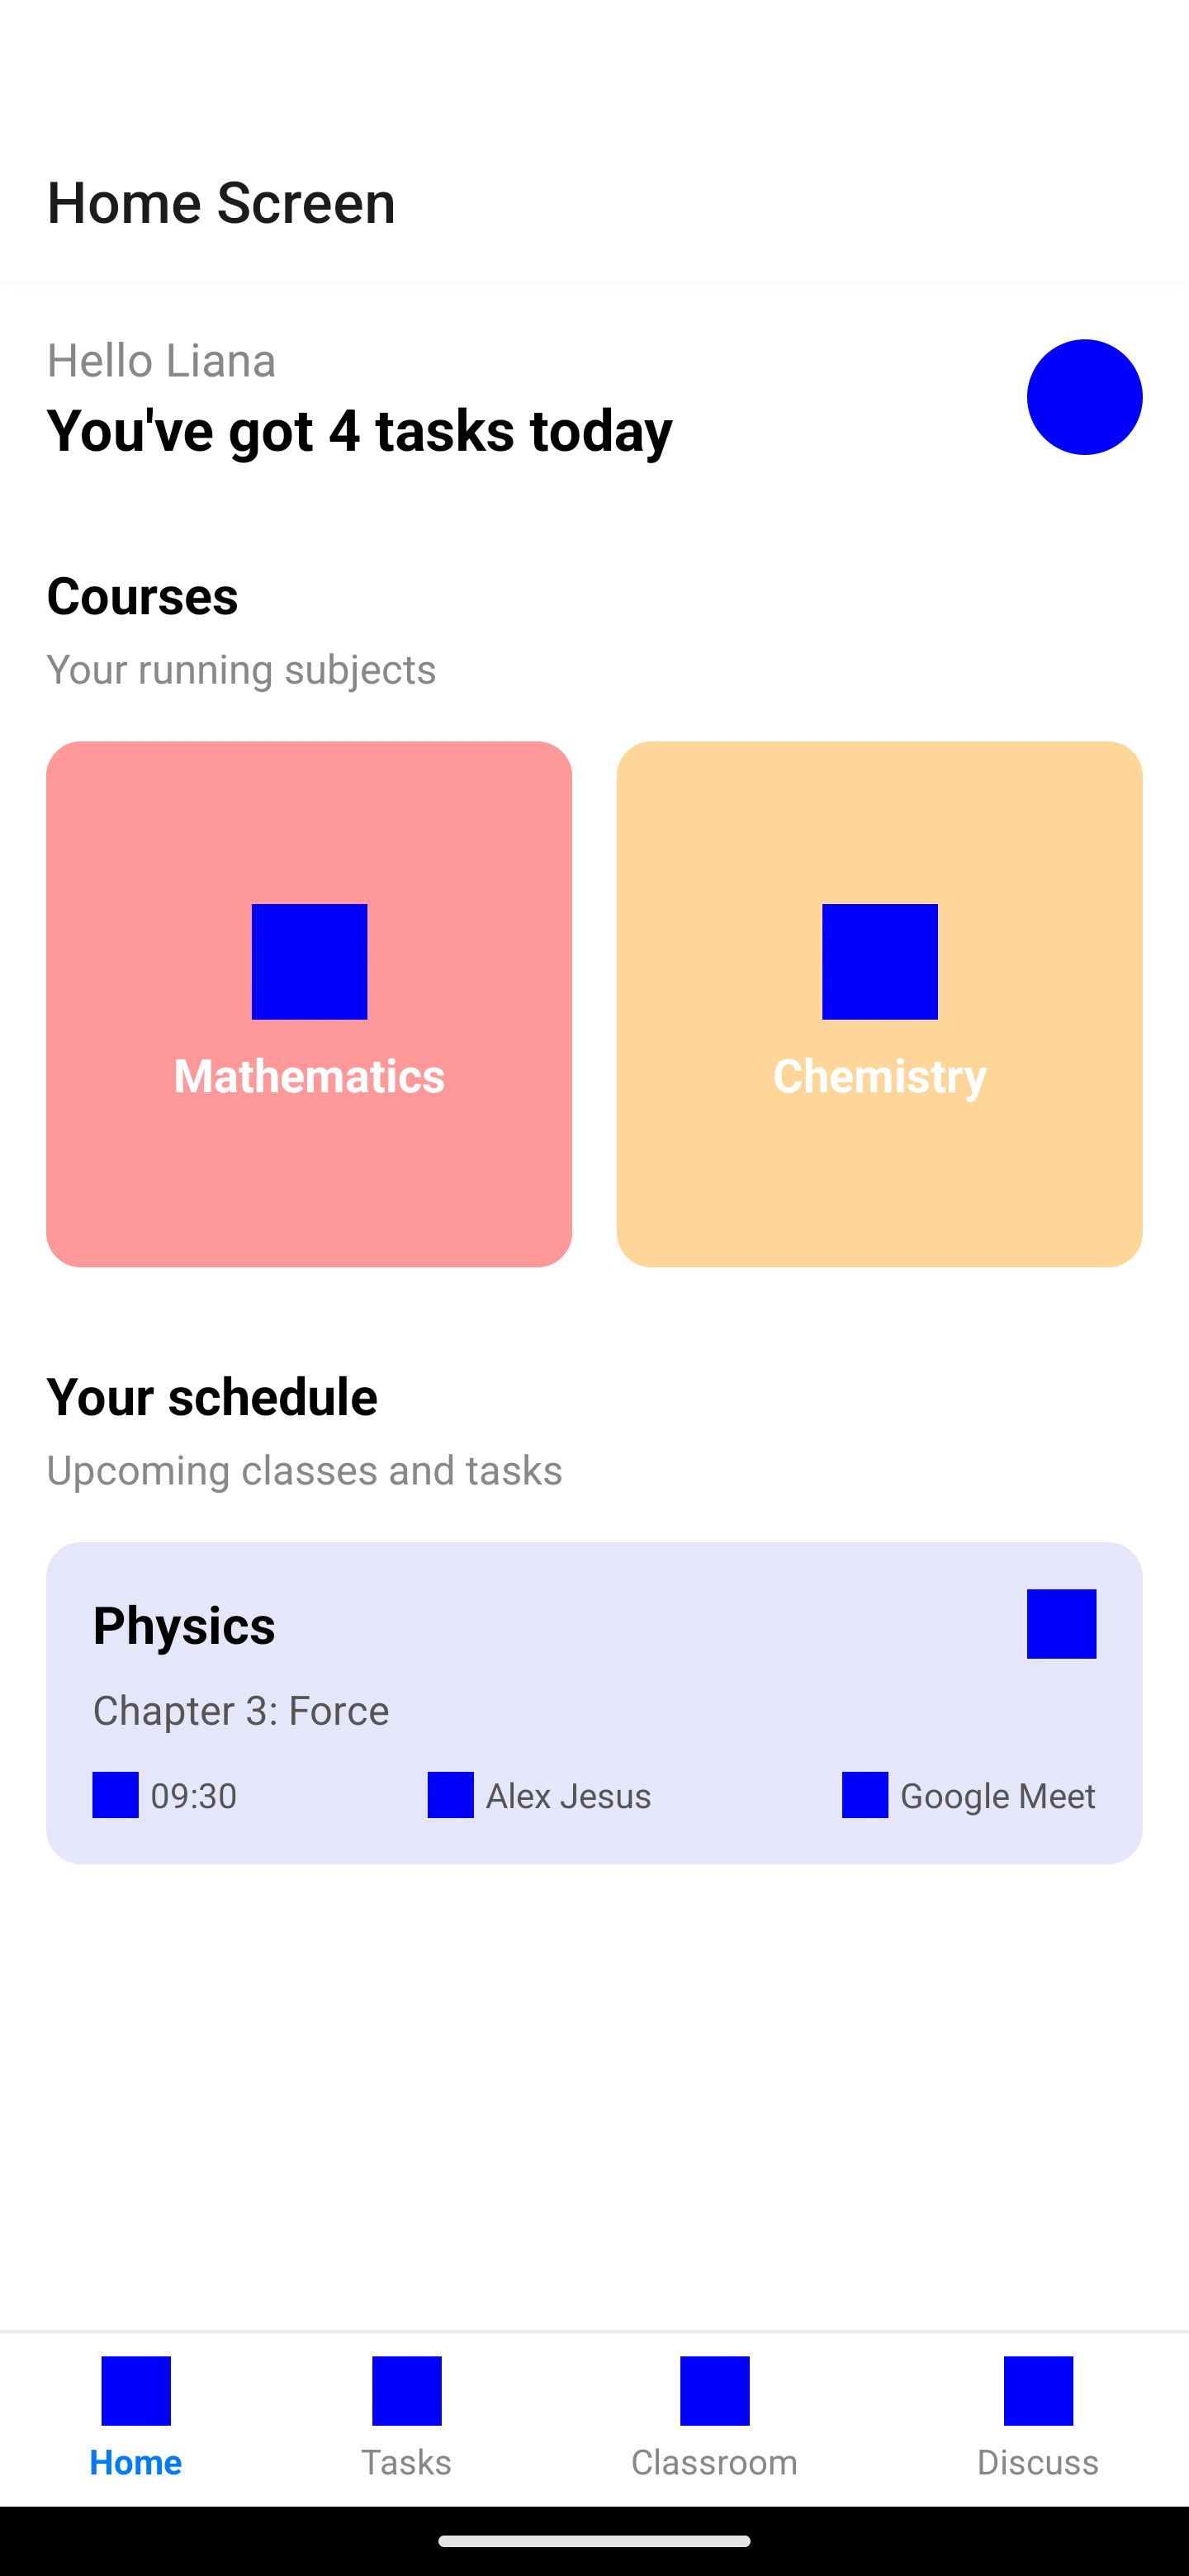 Home Screen
Hello Liana
You've got 4 tasks today
Courses
Your running subjects
Mathematics
Chemistry
Your schedule
Upcoming classes and tasks
Physics
Chapter 3: Force
09:30 Alex Jesus Google Meet
Home Tasks Classroom Discuss